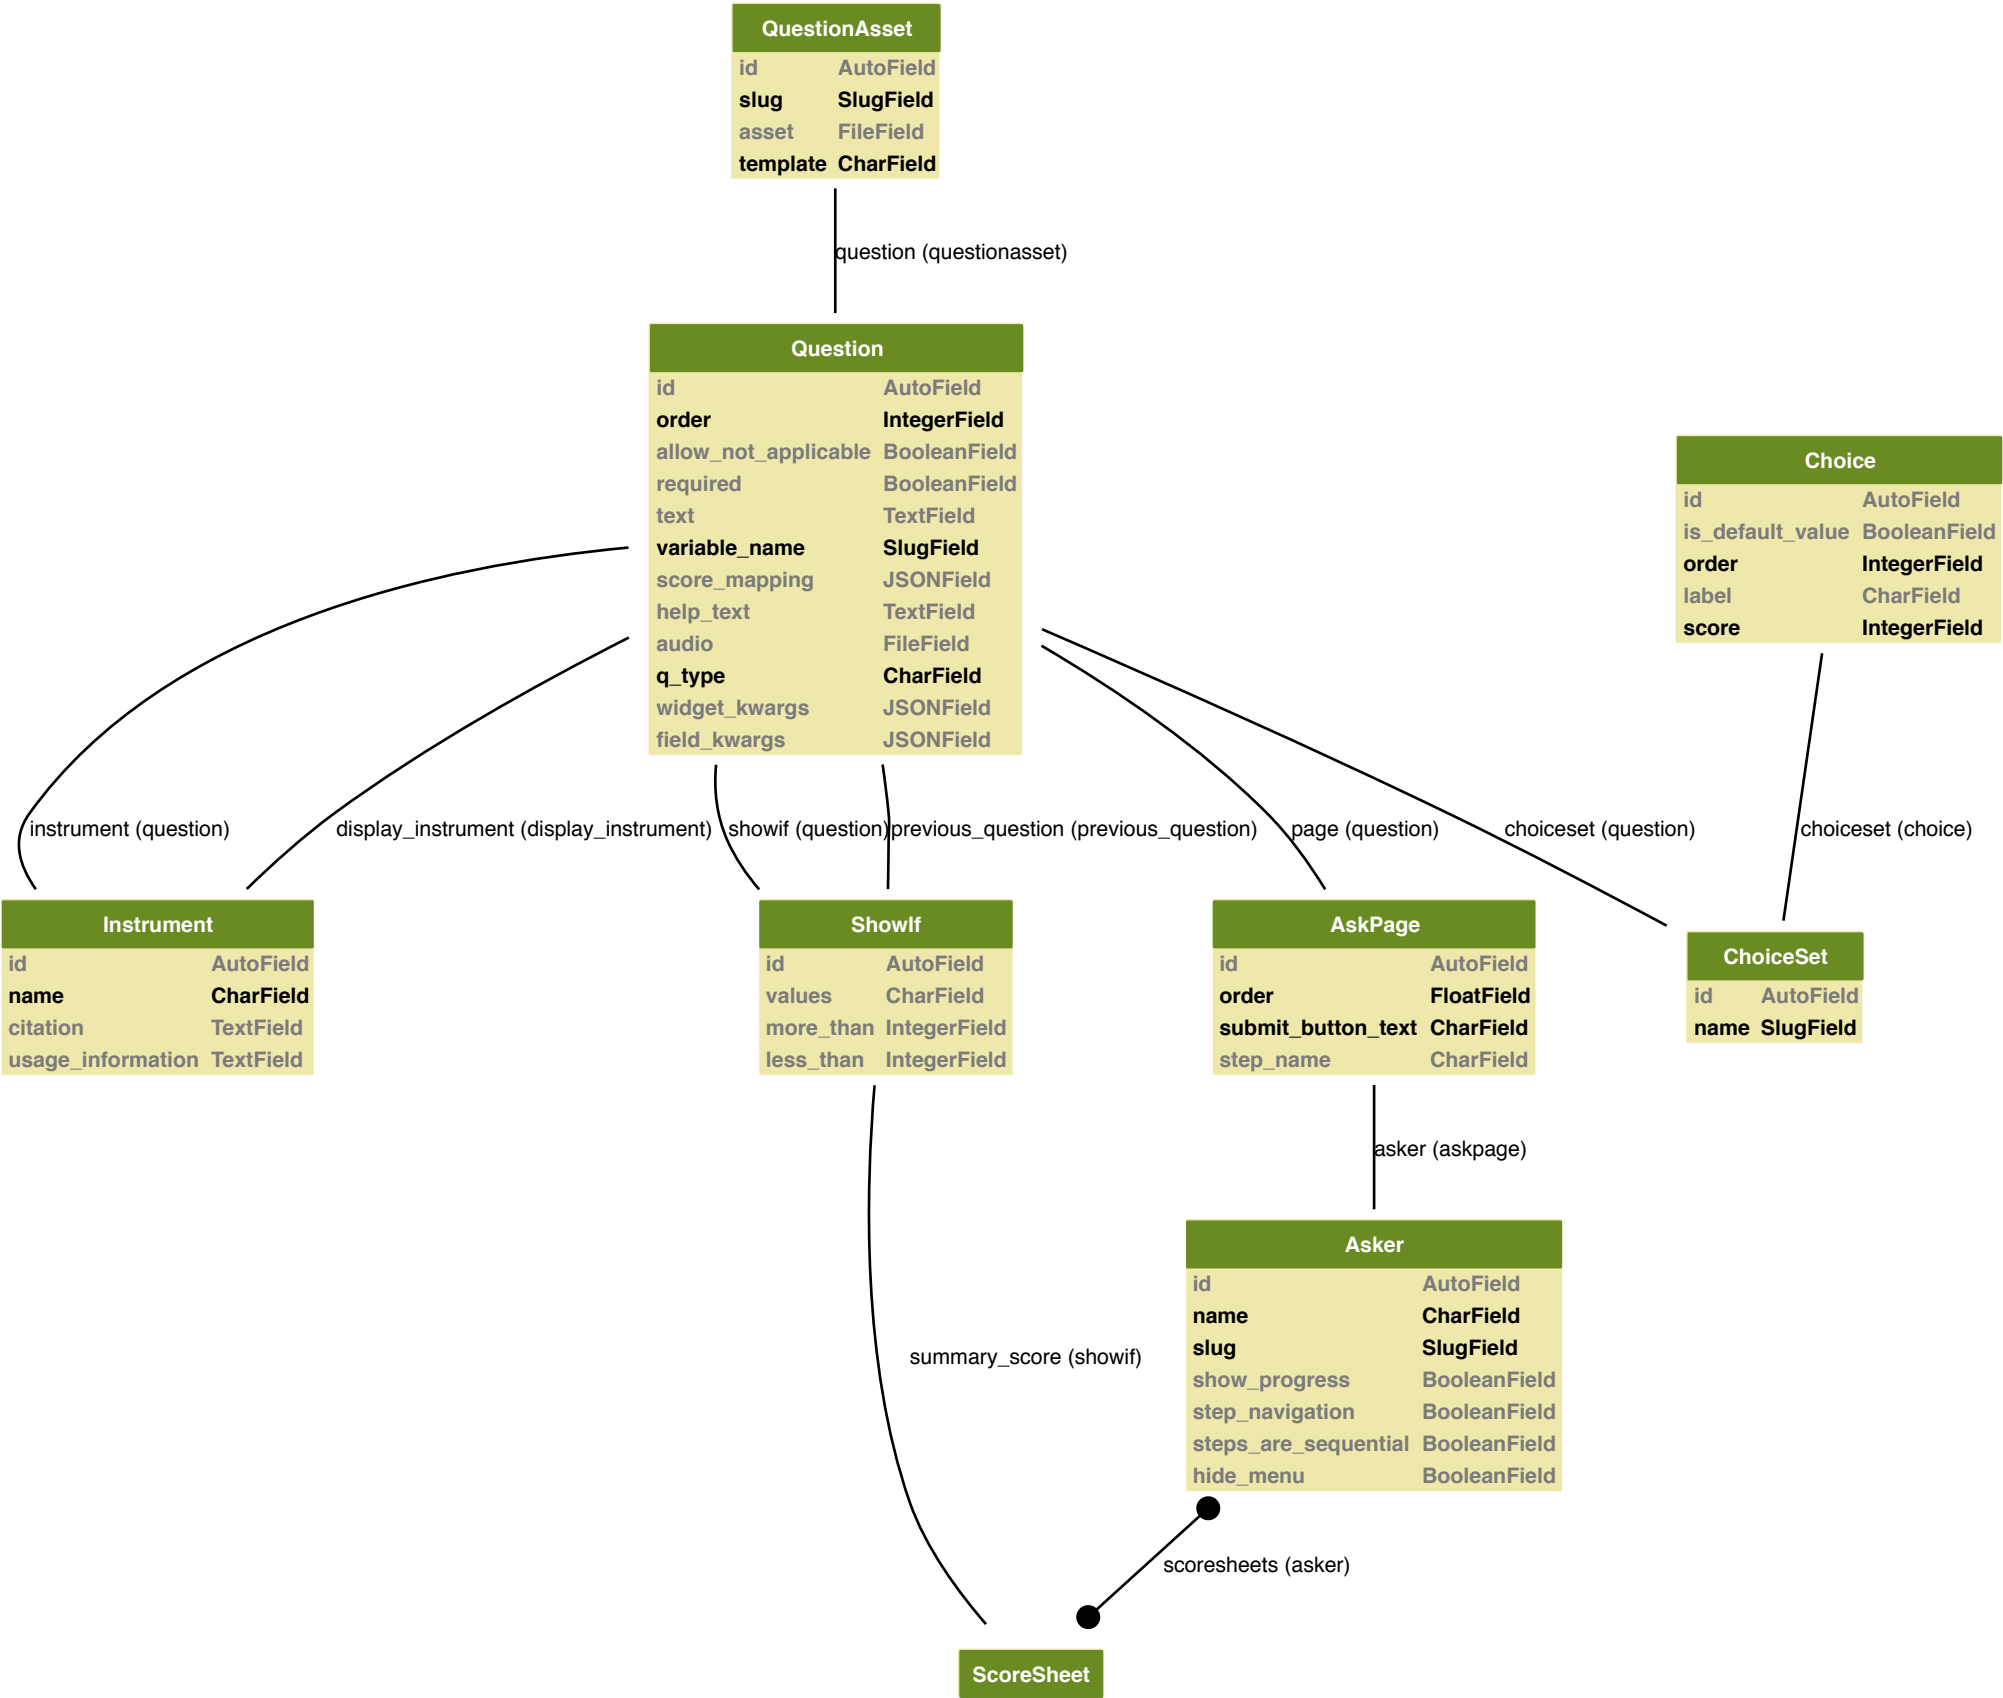 QuestionAsset
id AutoField
slug SlugField
asset FileField
template CharField
question (questionasset)
Question
id AutoField
order IntegerField
allow_not_applicable BooleanField
required BooleanField
text TextField
variable_name SlugField
score_mapping JSONField
help_text TextField
audio FileField
q_type CharField
widget_kwargs JSONField
field_kwargs JSONField
Choice
id AutoField
is_default_value BooleanField
order IntegerField
label CharField
score IntegerField
instrument (question)
display_instrument (display_instrument)
showif (question)
previous_question (previous_question)
page (question)
choiceset (question)
choiceset (choice)
Instrument
id AutoField
name CharField
citation TextField
usage_information TextField
ShowIf
id AutoField
values CharField
more_than IntegerField
less_than IntegerField
AskPage
id AutoField
order FloatField
submit_button_text CharField
step_name CharField
ChoiceSet
id AutoField
name SlugField
asker (askpage)
Asker
id AutoField
name CharField
slug SlugField
show_progress BooleanField
step_navigation BooleanField
steps_are_sequential BooleanField
hide_menu BooleanField
summary_score (showif)
scoresheets (asker)
ScoreSheet